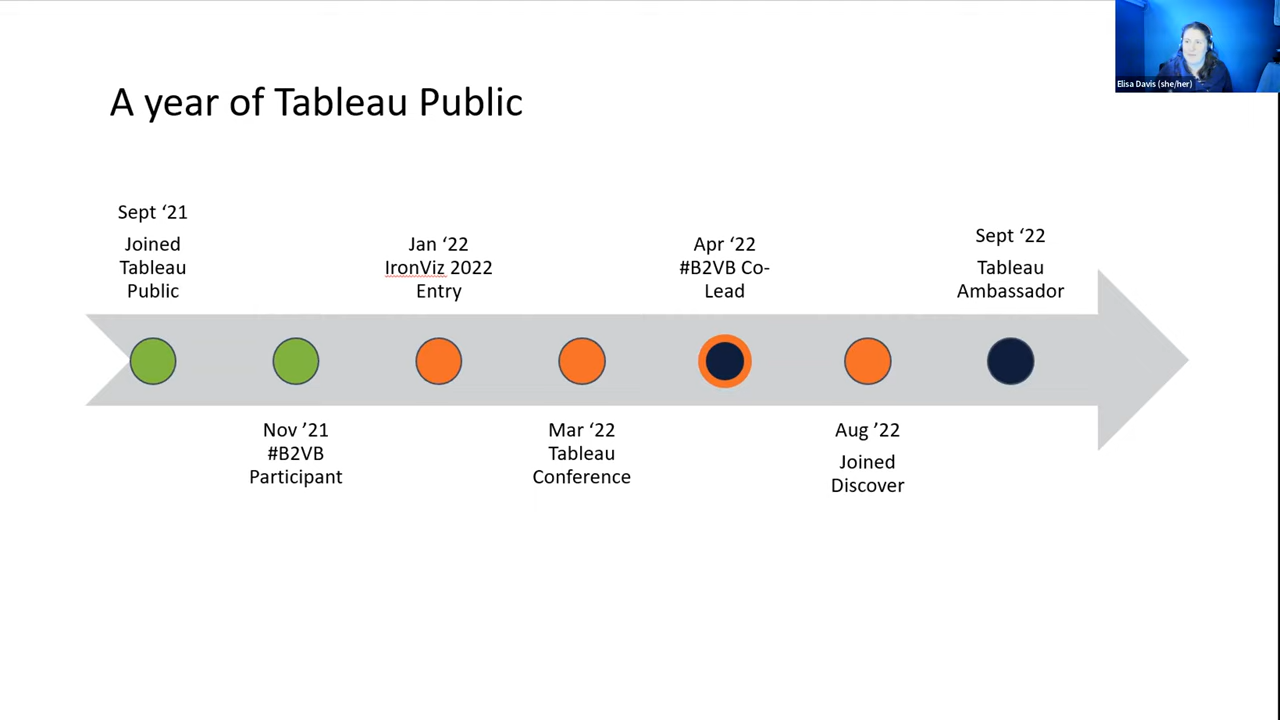 Elisa Davis (she/her)
A year of Tableau Public
Sept ‘21
Joined
Tableau
Public
Nov ’21
#B2VB
Participant
Jan ‘22
IronViz 2022
Entry
Mar ‘22
Tableau
Conference
Apr ‘22
#B2VB Co-
Lead
Aug ’22
Joined
Discover
Sept ‘22
Tableau
Ambassador